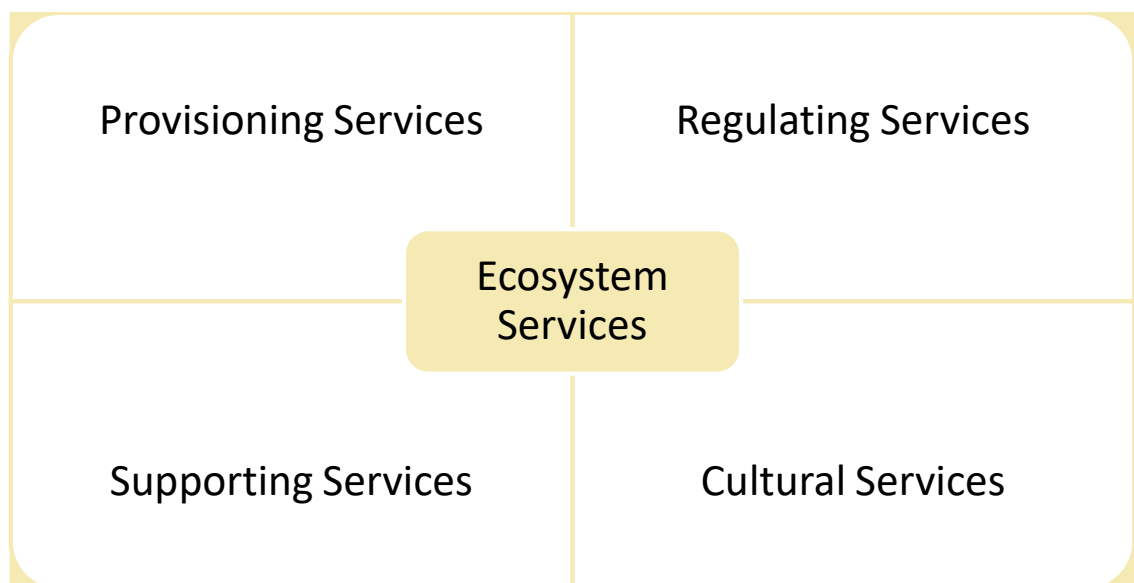 Provisioning Services
Regulating Services
Ecosystem
Services
Supporting Services
Cultural Services